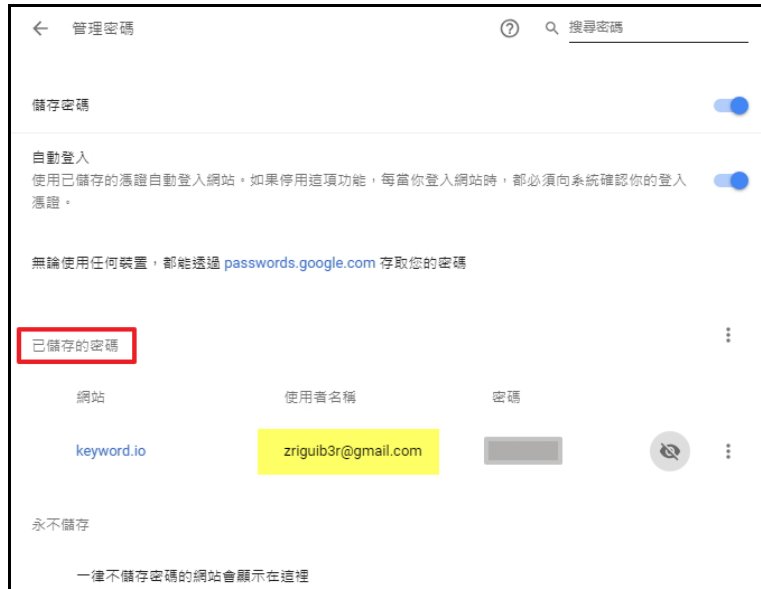 管理密碼
搜尋密碼
儲存密碼
自動登入
使用已儲存的憑證自動登入網站。如果停用這項功能，每當你登入網站時，都必須向系統確認你的登入
憑證。
無論使用任何裝置，都能透過 passwords.google.com 存取您的密碼
已儲存的密碼
網站 使用者名稱 密碼
keyword.io zriguib3r@gmail.com
永不儲存
一律不儲存密碼的網站會顯示在這裡